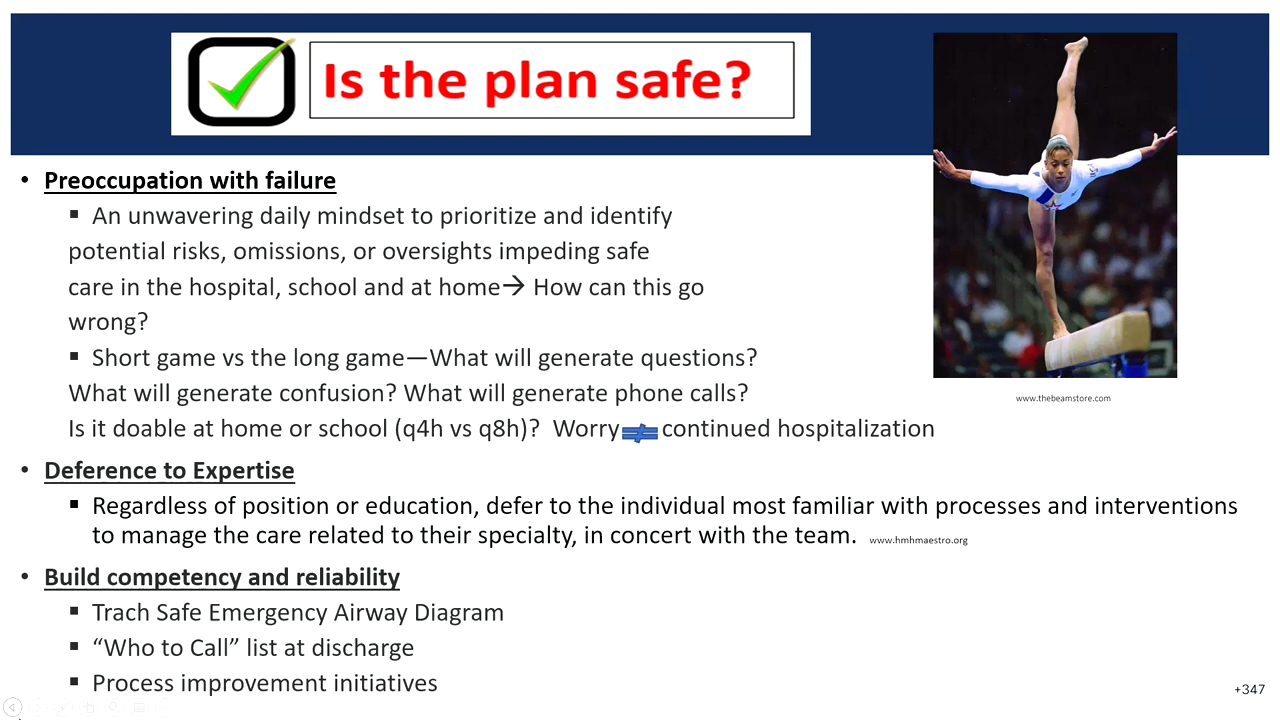 Is the plan safe?
• Preoccupation with failure
▪ An unwavering daily mindset to prioritize and identify
potential risks, omissions, or oversights impeding safe
care in the hospital, school and at home→ How can this go
wrong?
▪ Short game vs the long game—What will generate questions?
What will generate confusion? What will generate phone calls?
www.thebeamstore.com
Is it doable at home or school (q4h vs q8h)? Worry ≠ continued hospitalization
• Deference to Expertise
▪ Regardless of position or education, defer to the individual most familiar with processes and interventions
to manage the care related to their specialty, in concert with the team. www.hmhmaestro.org
• Build competency and reliability
▪ Trach Safe Emergency Airway Diagram
▪ “Who to Call” list at discharge
▪ Process improvement initiatives
+347